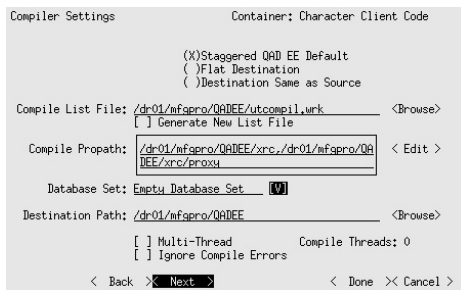 Compiler Settings Container: Character Client Code
(X)Staggered QAD EE Default
( )Flat Destination
( )Destination Same as Source
Compile List File: /dr01/mfgpro/QADEE/utcompil.wrk <Browse>
[ ] Generate New List File
Compile Propath: /dr01/mfgpro/QADEE/xrc,/dr01/mfgpro/QA < Edit >
DEE/xrc/proxy
Database Set: Empty Database Set [V]
Destination Path: /dr01/mfgpro/QADEE <Browse>
[ ] Multi-Thread Compile Threads: 0
[ ] Ignore Compile Errors
< Back >< Next > < Done >< Cancel >